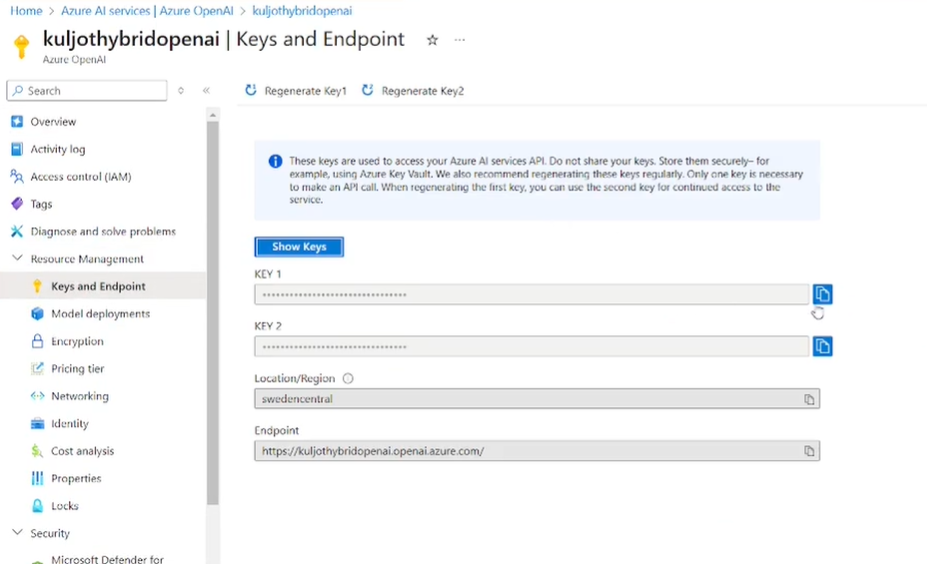 Home > Azure AI services | Azure OpenAI > kuljothybridopenai
kuljothybridopenai | Keys and Endpoint
Azure OpenAI
Search
Regenerate Key1 Regenerate Key2
Overview
Activity log
Access control (IAM)
Tags
Diagnose and solve problems
Resource Management
Keys and Endpoint
Model deployments
Encryption
Pricing tier
Networking
Identity
Cost analysis
Properties
Locks
Security
Microsoft Defender for
These keys are used to access your Azure AI services API. Do not share your keys. Store them securely– for
example, using Azure Key Vault. We also recommend regenerating these keys regularly. Only one key is necessary
to make an API call. When regenerating the first key, you can use the second key for continued access to the
service.
Show Keys
KEY 1
KEY 2
Location/Region
swedencentral
Endpoint
https://kuljothybridopenai.openai.azure.com/